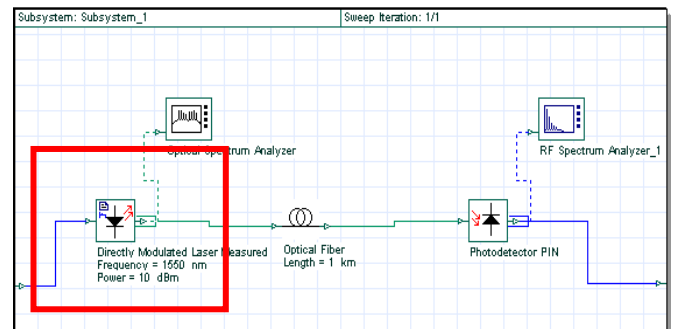 Subsystem: Subsystem_1
Sweep Iteration: 1/1
Optical Spectrum Analyzer
RF Spectrum Analyzer_1
Directly Modulated Laser Measured
Frequency = 1550 nm
Power = 10 dBm
Optical Fiber
Length = 1 km
Photodetector PIN